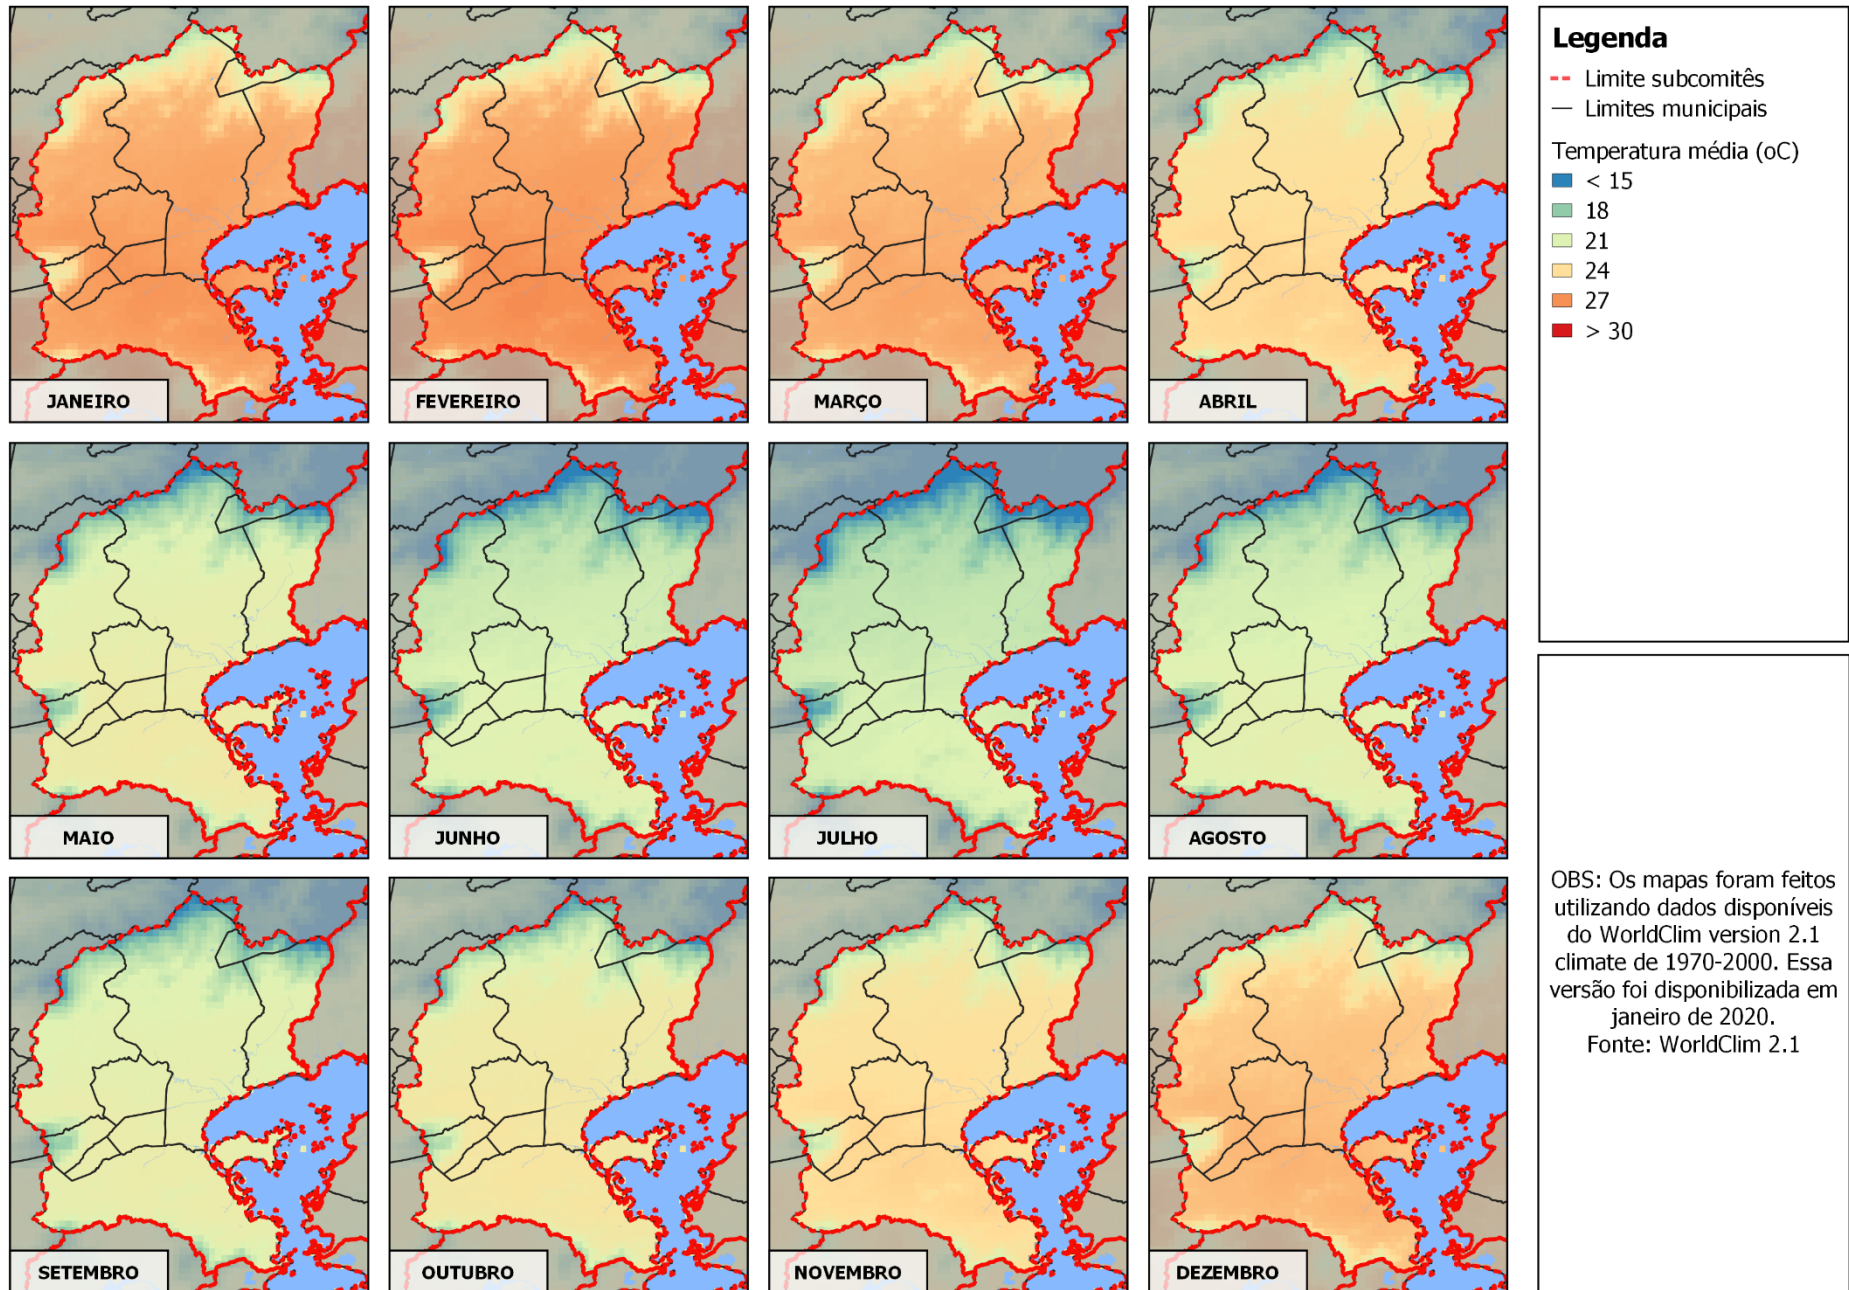 JANEIRO
FEVEREIRO
MARÇO
ABRIL
MAIO
JUNHO
JULHO
AGOSTO
SETEMBRO
OUTUBRO
NOVEMBRO
DEZEMBRO
Legenda
Limite subcomitês
Limites municipais
Temperatura média (oC)
< 15
18
21
24
27
> 30
OBS: Os mapas foram feitos
utilizando dados disponíveis
do WorldClim version 2.1
climate de 1970-2000. Essa
versão foi disponibilizada em
janeiro de 2020.
Fonte: WorldClim 2.1